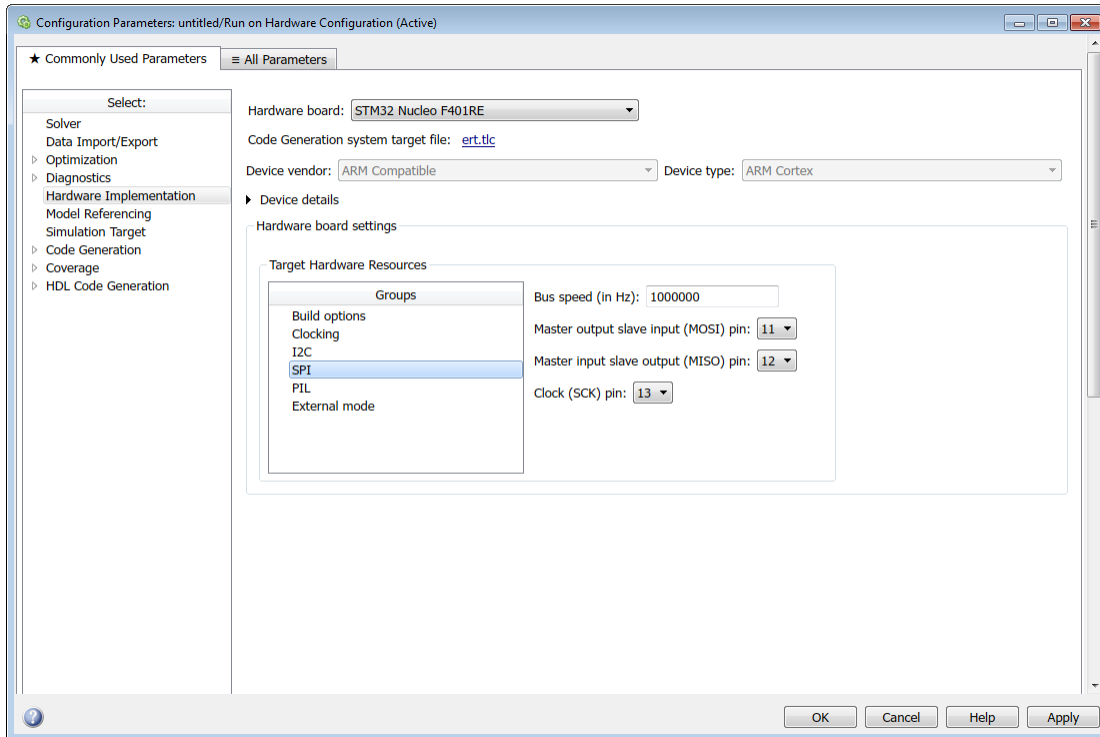 Configuration Parameters: untitled/Run on Hardware Configuration (Active)
★ Commonly Used Parameters
≡ All Parameters
Select:
Solver
Data Import/Export
Optimization
Diagnostics
Hardware Implementation
Model Referencing
Simulation Target
Code Generation
Coverage
HDL Code Generation
Hardware board: STM32 Nucleo F401RE
Code Generation system target file: ert.tlc
Device vendor: ARM Compatible Device type: ARM Cortex
Device details
Hardware board settings
Target Hardware Resources
Groups
Build options
Clocking
I2C
SPI
PIL
External mode
Bus speed (in Hz): 1000000
Master output slave input (MOSI) pin: 11
Master input slave output (MISO) pin: 12
Clock (SCK) pin: 13
? OK Cancel Help Apply